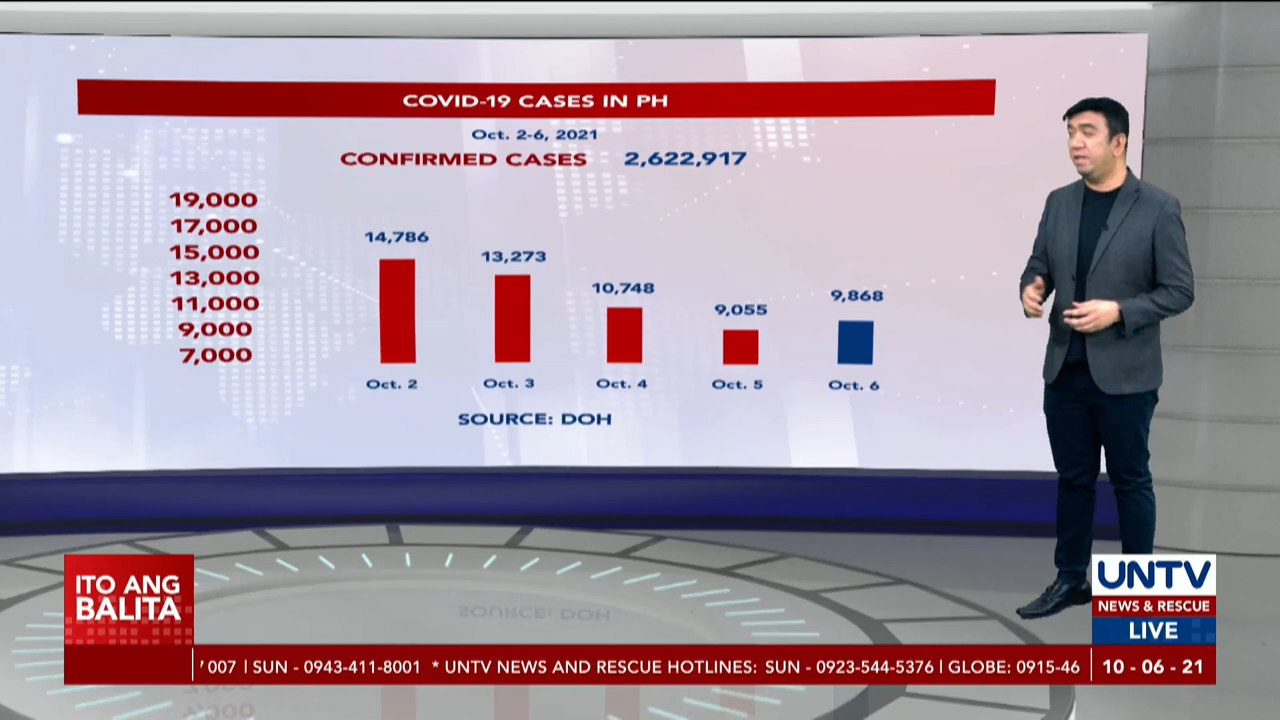 COVID-19 CASES IN PH
Oct. 2-6, 2021
CONFIRMED CASES 2,622,917
19,000
17,000
15,000
13,000
11,000
9,000
7,000
14,786
13,273
10,748
9,055
9,868
Oct. 2
Oct. 3
Oct. 4
Oct. 5
Oct. 6
SOURCE: DOH
SOURCE: DOH
ITO ANG
BALITA
UNTV
NEWS & RESCUE
LIVE
007 | SUN - 0943-411-8001 * UNTV NEWS AND RESCUE HOTLINES: SUN - 0923-544-5376 | GLOBE: 0915-46
10 - 06 - 21